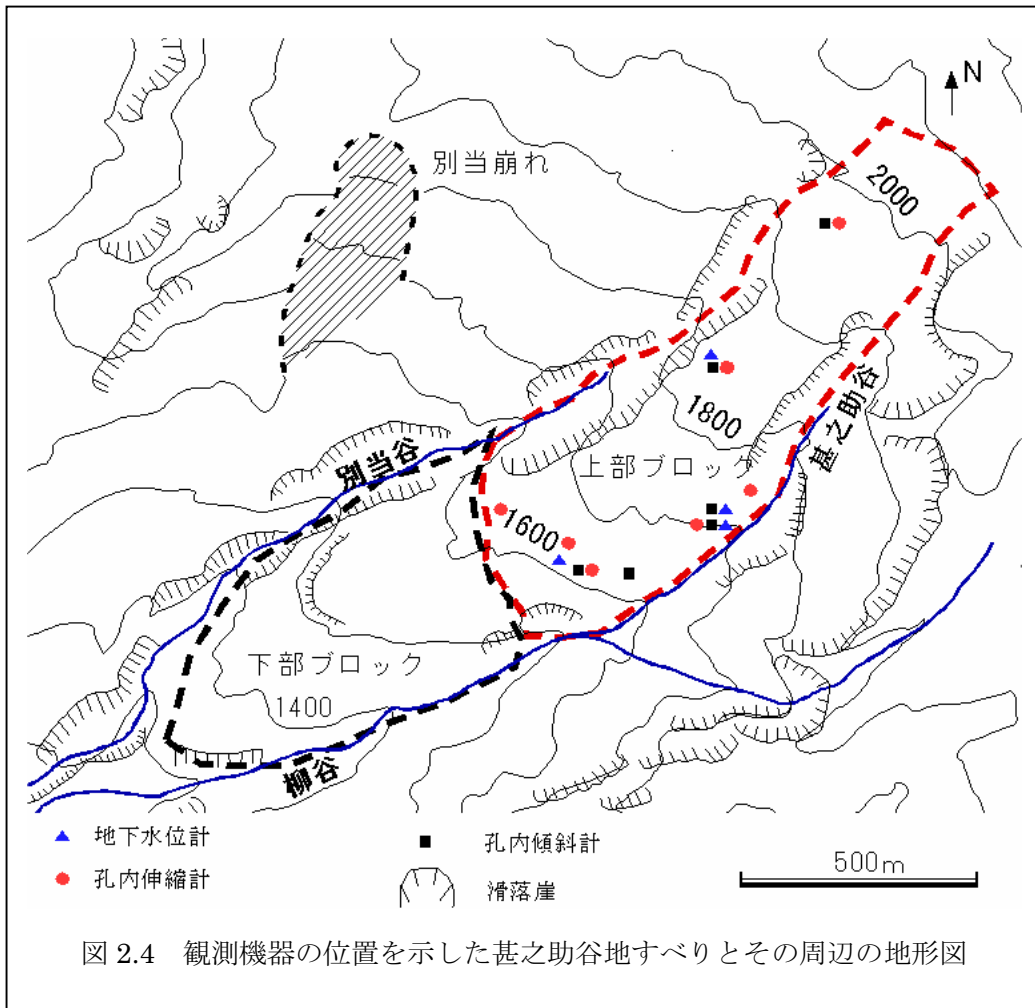 N
別当崩れ
2000
1800
甚之助谷
上部ブロック
別当谷
1600
下部ブロック
1400
柳谷
地下水位計
孔内傾斜計
孔内伸縮計
滑落崖
500m
図 2.4 観測機器の位置を示した甚之助谷地すべりとその周辺の地形図